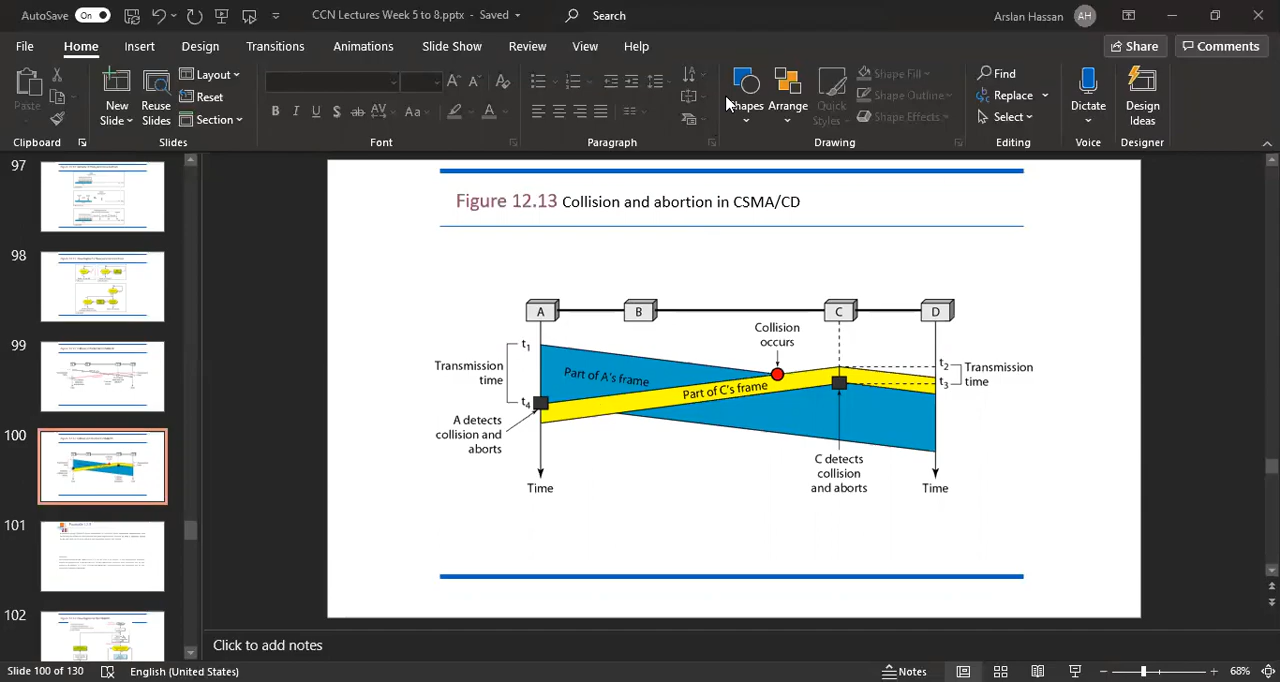 AutoSave On CCN Lectures Week 5 to 8.pptx - Saved Search Arslan Hassan AH
File Home Insert Design Transitions Animations Slide Show Review View Help Share Comments
Paste New Slide Reuse Slides Layout Reset Section
B I U S ab AV Aa A
Shapes Arrange Quick Styles Shape Fill Shape Outline Shape Effects
Find Replace Select Dictate Design Ideas
Clipboard Slides Font Paragraph Drawing Editing Voice Designer
97
98
99
100
101
102
Figure 12.13 Collision and abortion in CSMA/CD
A B C D
Collision
occurs
t1
Transmission
time
t4
Part of A's frame
Part of C's frame
t2
t3
Transmission
time
A detects
collision and
aborts
C detects
collision
and aborts
Time
Time
Click to add notes
Slide 100 of 130 English (United States) Notes 68%